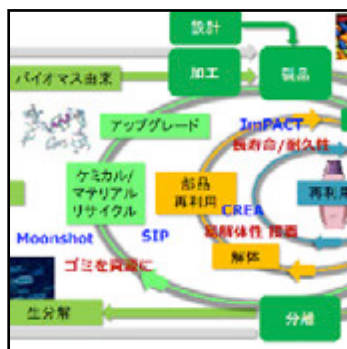 設計
加工
製品
バイオマス由来
アップグレード
ImPACT
長寿命/耐久性
ケミカル/
マテリアル
リサイクル
部品
再利用
再利用
CREA
易解体性 接着
Moonshot
SIP
解体
ゴミを資源に
生分解
分離